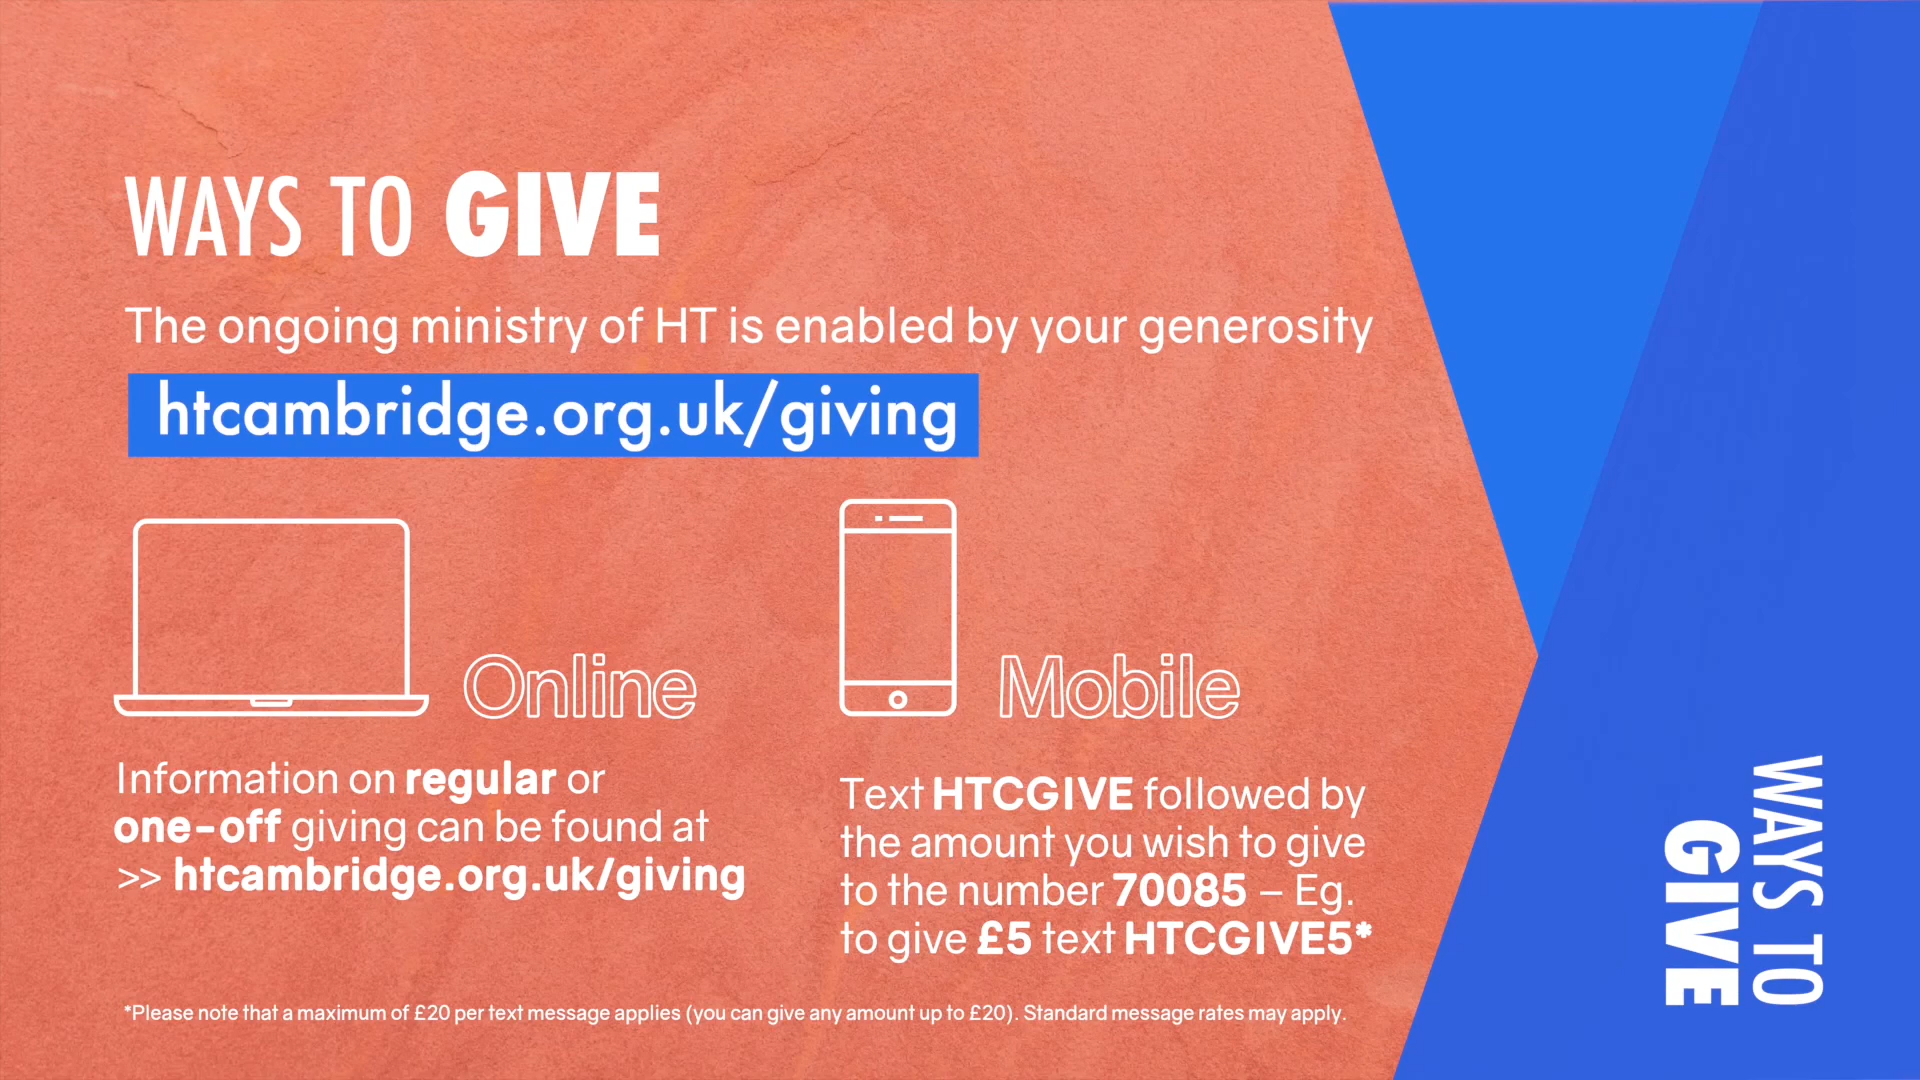 WAYS TO GIVE
The ongoing ministry of HT is enabled by your generosity
htcambridge.org.uk/giving
Online
Information on regular or
one-off giving can be found at
>> htcambridge.org.uk/giving
Mobile
Text HTCGIVE followed by
the amount you wish to give
to the number 70085 – Eg.
to give £5 text HTCGIVE5*
*Please note that a maximum of £20 per text message applies (you can give any amount up to £20). Standard message rates may apply.
WAYS TO
GIVE